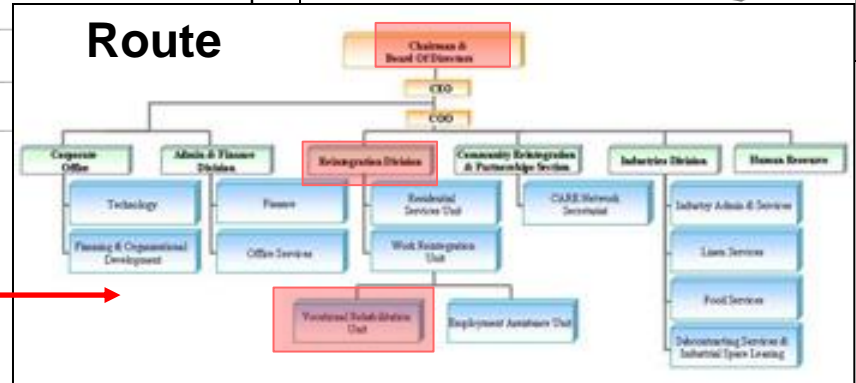 Route
Chairman &
Board Of Directors
CEO
COO
Corporate
Office
Admin & Finance
Division
Reintegration Division
Community Reintegration
& Partnerships Section
Industries Division
Human Resource
Technology
Finance
Residential
Services Unit
CARE Network
Secretariat
Industry Admin & Services
Planning & Organisational
Development
Office Services
Work Reintegration
Unit
Linen Services
Food Services
Vocational Rehabilitation
Unit
Employment Assistance Unit
Subcontracting Services &
Industrial Space Leasing